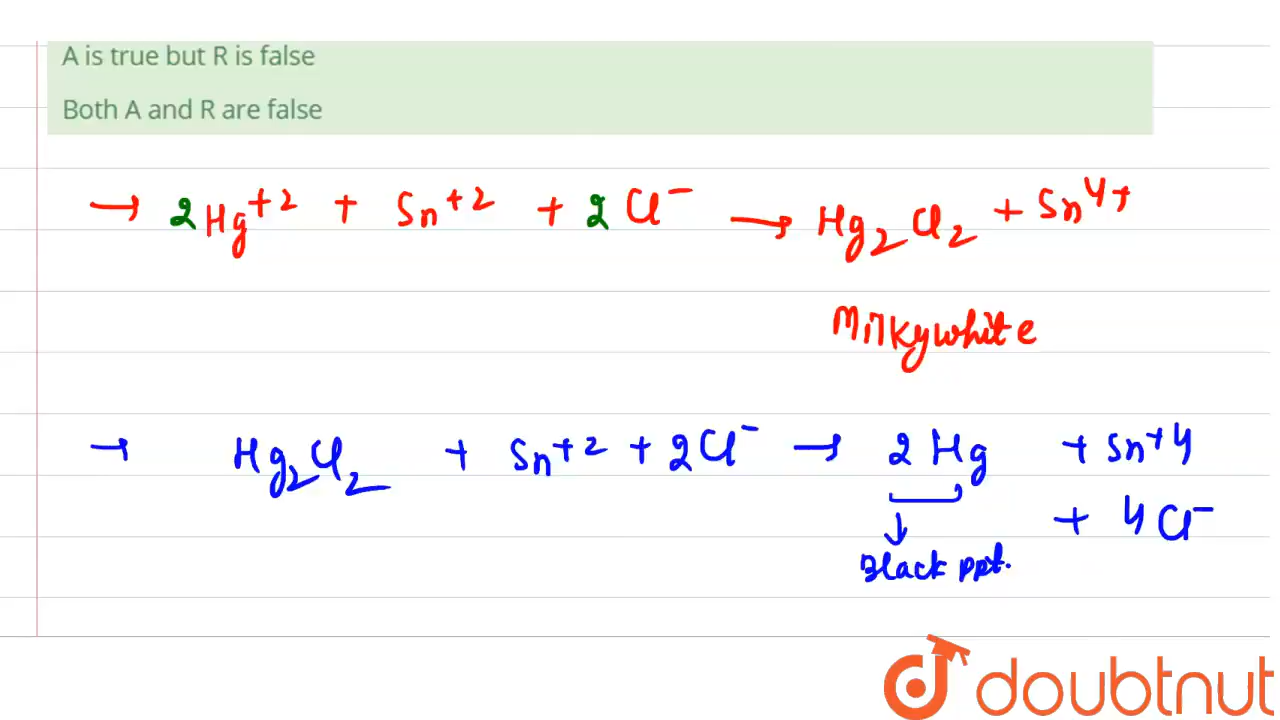 A is true but R is false
Both A and R are false
→ 2Hg⁺² + Sn⁺² + 2Cl⁻ → Hg₂Cl₂ + Sn⁴⁺
Milkywhite
→ Hg₂Cl₂ + Sn⁺² + 2Cl⁻ → 2Hg + Sn⁺⁴
+ 4Cl⁻
↓
Black ppt.
doubtnut